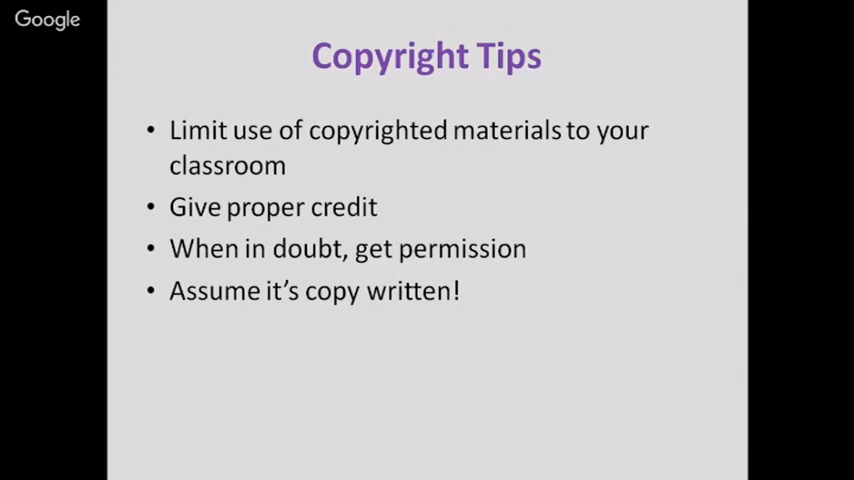 Google
Copyright Tips
• Limit use of copyrighted materials to your
classroom
• Give proper credit
• When in doubt, get permission
• Assume it’s copy written!